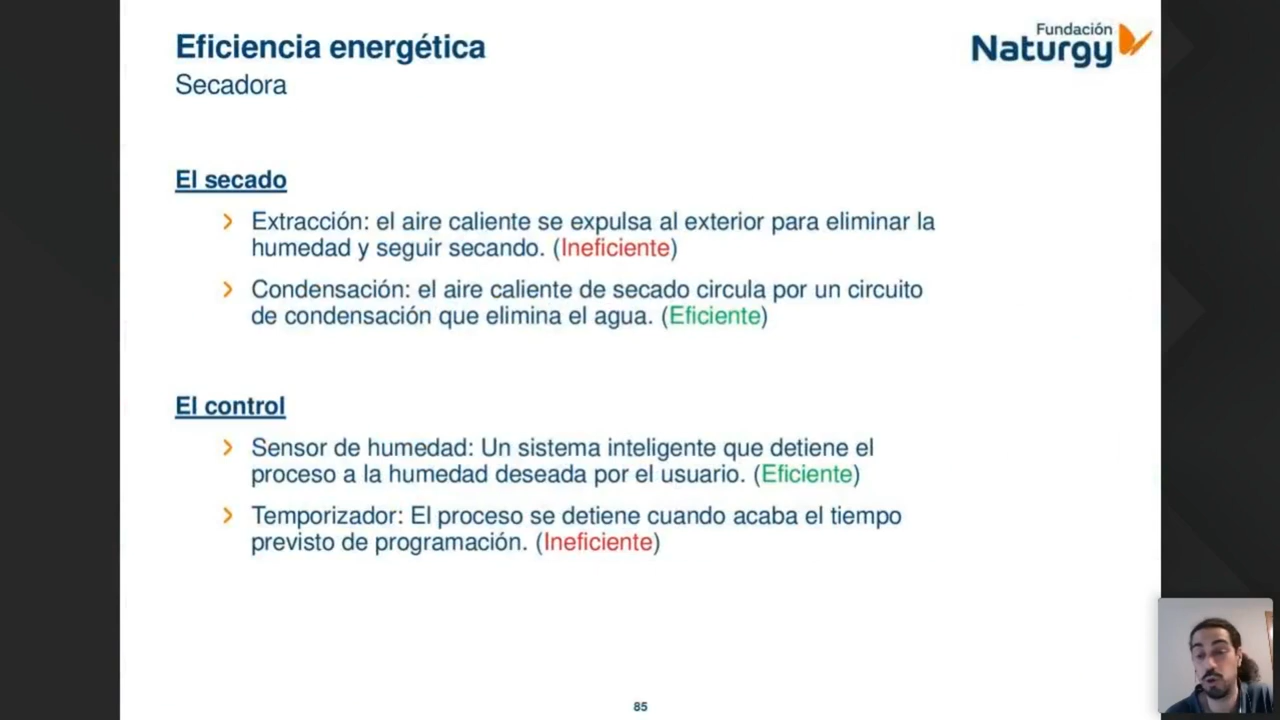 Eficiencia energética
Fundación
Naturgy
Secadora
El secado
Extracción: el aire caliente se expulsa al exterior para eliminar la
humedad y seguir secando. (Ineficiente)
Condensación: el aire caliente de secado circula por un circuito
de condensación que elimina el agua. (Eficiente)
El control
Sensor de humedad: Un sistema inteligente que detiene el
proceso a la humedad deseada por el usuario. (Eficiente)
Temporizador: El proceso se detiene cuando acaba el tiempo
previsto de programación. (Ineficiente)
85